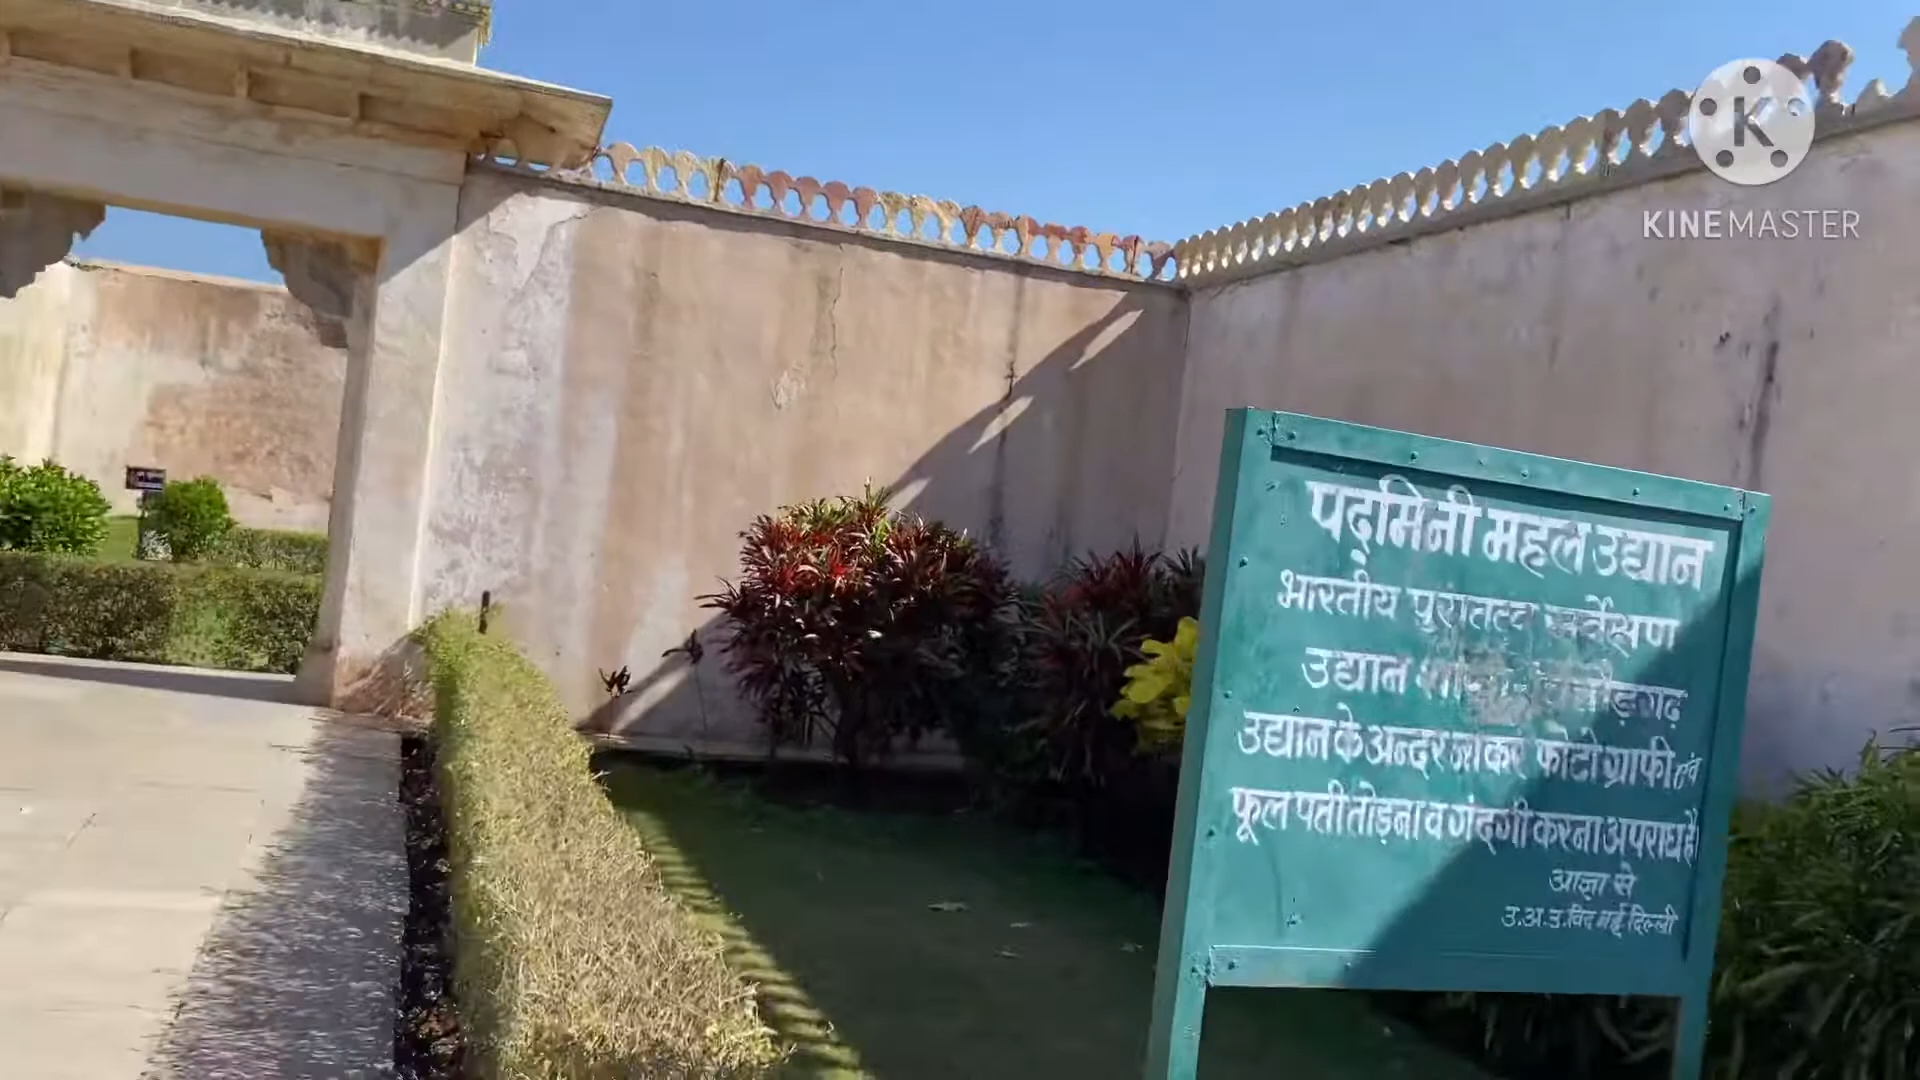 KINEMASTER
पद्मिनी महल उद्यान
भारतीय पुरातत्व सर्वेक्षण
उद्यान शाखा चित्तौड़गढ़
उद्यान के अन्दर जाकर फोटोग्राफी एवं
फूल पत्ती तोड़ना व गंदगी करना अपराध है।
आज्ञा से
उ.अ.उ.वि नई दिल्ली